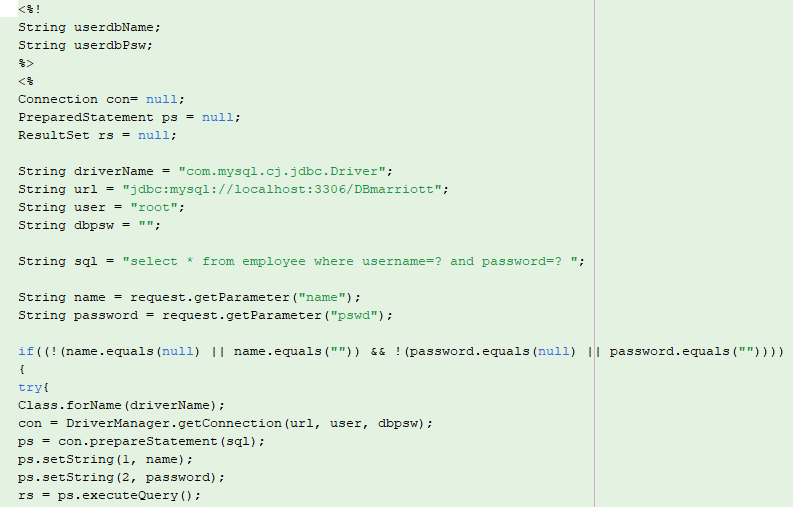 <%!
String userdbName;
String userdbPsw;
%>
<%
Connection con= null;
PreparedStatement ps = null;
ResultSet rs = null;
String driverName = "com.mysql.cj.jdbc.Driver";
String url = "jdbc:mysql://localhost:3306/DBmarriott";
String user = "root";
String dbpsw = "";
String sql = "select * from employee where username=? and password=? ";
String name = request.getParameter("name");
String password = request.getParameter("pswd");
if((!(name.equals(null) || name.equals("")) && !(password.equals(null) || password.equals(""))))
{
try{
Class.forName(driverName);
con = DriverManager.getConnection(url, user, dbpsw);
ps = con.prepareStatement(sql);
ps.setString(1, name);
ps.setString(2, password);
rs = ps.executeQuery();